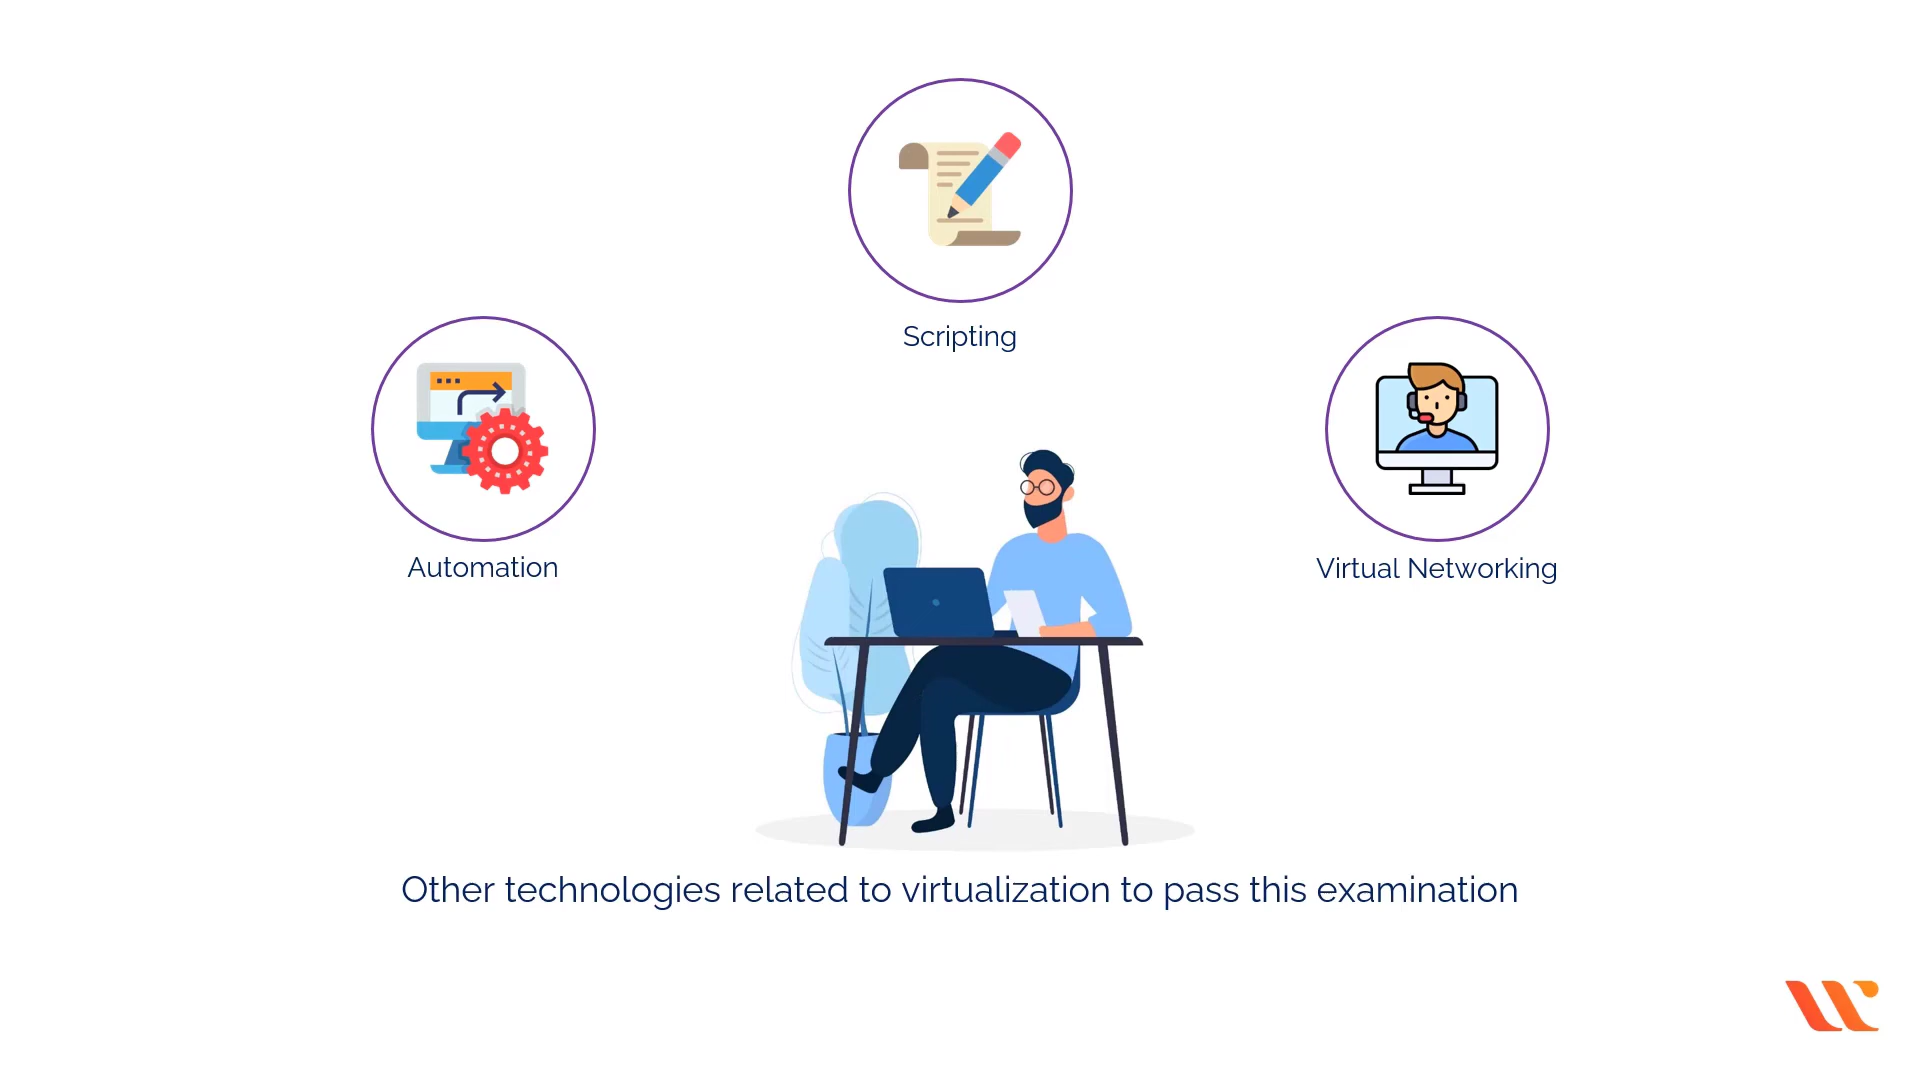 Scripting
Automation
Virtual Networking
Other technologies related to virtualization to pass this examination